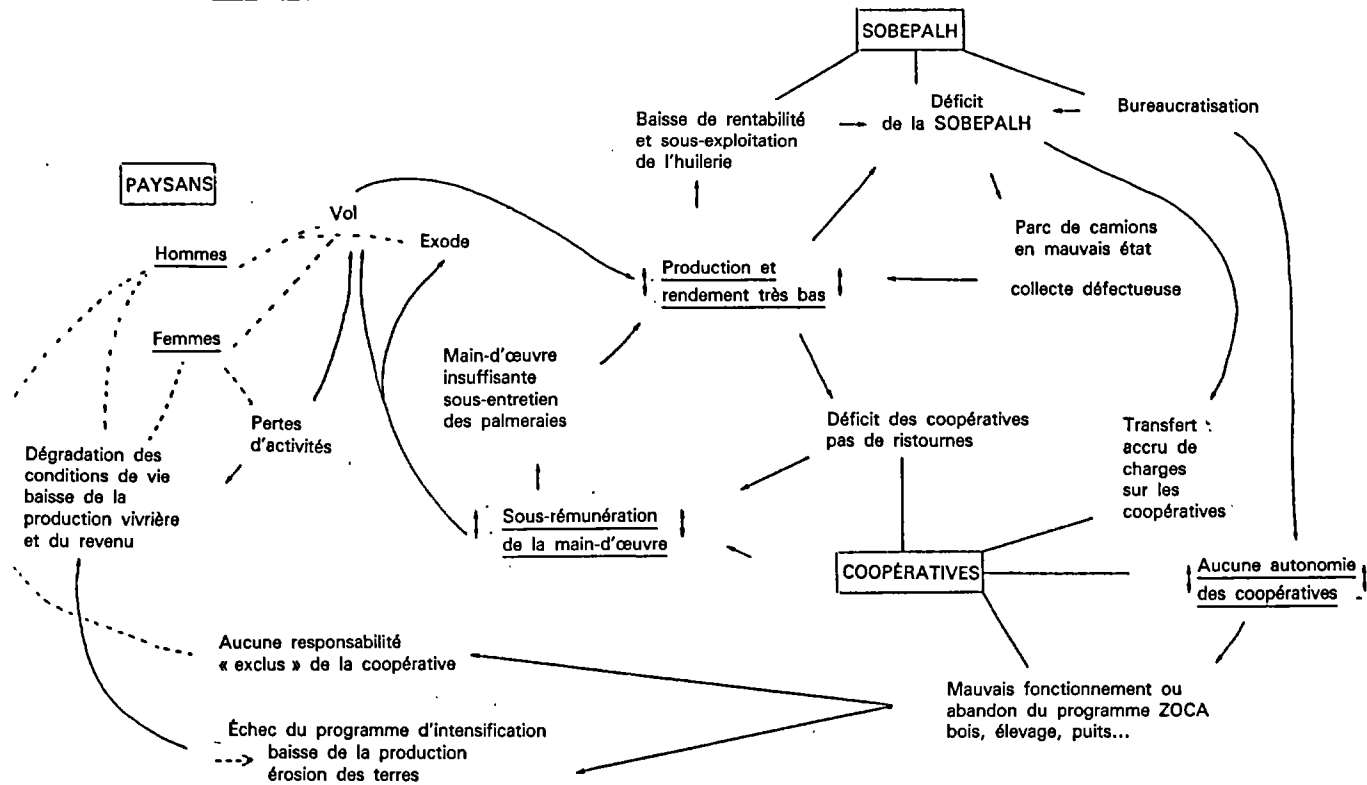 SOBEPALH
Baisse de rentabilité
et sous-exploitation
de l'huilerie
Déficit
de la SOBEPALH
Bureaucratisation
PAYSANS
Vol
Hommes
Exode
Parc de camions
en mauvais état
collecte défectueuse
Production et
rendement très bas
Femmes
Main-d'œuvre
insuffisante
sous-entretien
des palmeraies
Pertes
d'activités
Déficit des coopératives
pas de ristournes
Transfert
accru de
charges
sur les
coopératives
Dégradation des
conditions de vie
baisse de la
production vivrière
et du revenu
Sous-rémunération
de la main-d'œuvre
COOPÉRATIVES
Aucune autonomie
des coopératives
Aucune responsabilité
« exclus » de la coopérative
Mauvais fonctionnement ou
abandon du programme ZOCA
bois, élevage, puits...
Échec du programme d'intensification
baisse de la production
érosion des terres